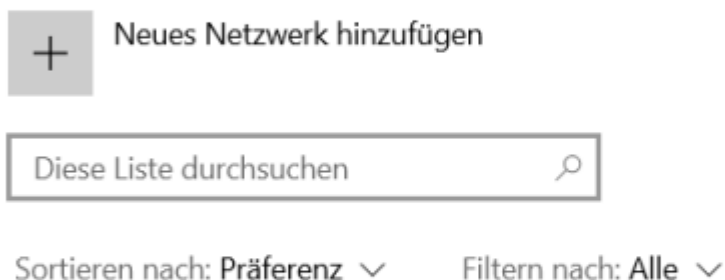 Neues Netzwerk hinzufügen
Diese Liste durchsuchen
Sortieren nach: Präferenz Filtern nach: Alle